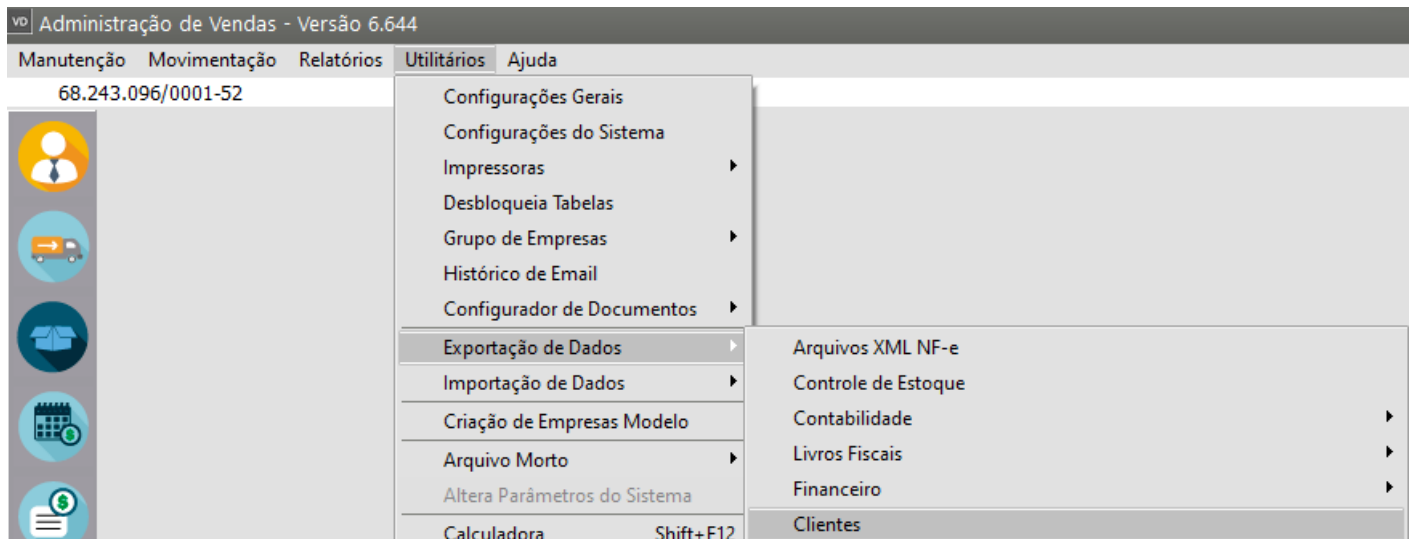 VD Administração de Vendas - Versão 6.644
Manutenção Movimentação Relatórios Utilitários Ajuda
68.243.096/0001-52
Configurações Gerais
Configurações do Sistema
Impressoras
Desbloqueia Tabelas
Grupo de Empresas
Histórico de Email
Configurador de Documentos
Exportação de Dados
Importação de Dados
Criação de Empresas Modelo
Arquivo Morto
Altera Parâmetros do Sistema
Calculadora Shift+F12
Arquivos XML NF-e
Controle de Estoque
Contabilidade
Livros Fiscais
Financeiro
Clientes